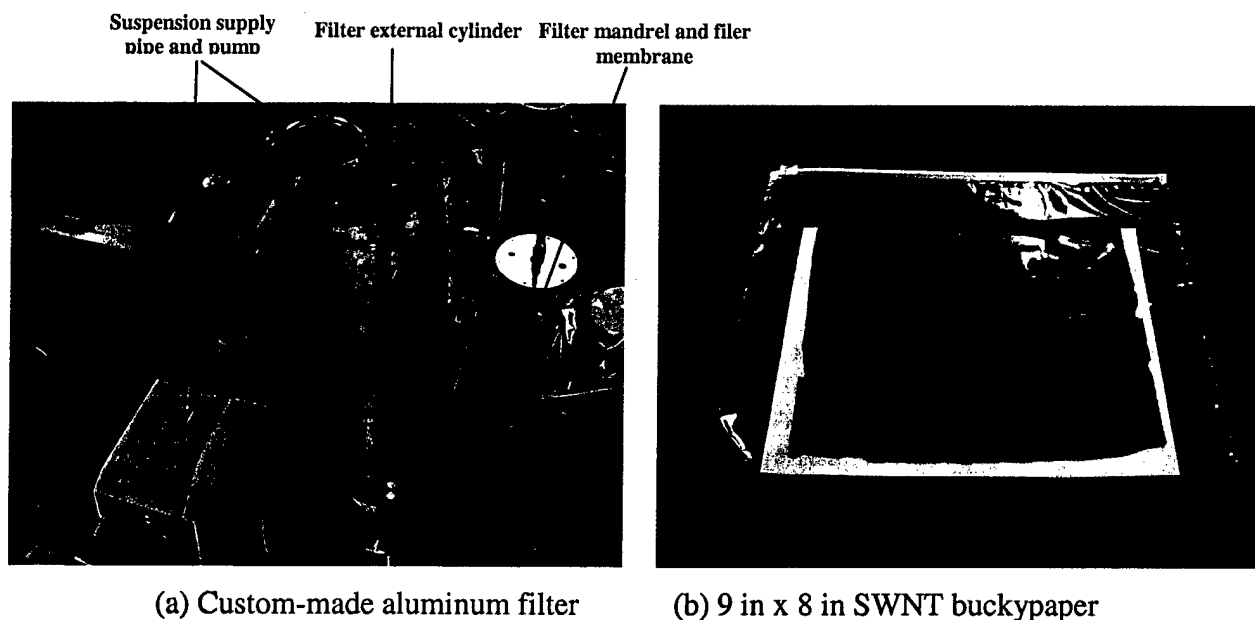 Suspension supply
pipe and pump
Filter external cylinder
Filter mandrel and filer
membrane
(a) Custom-made aluminum filter
(b) 9 in x 8 in SWNT buckypaper